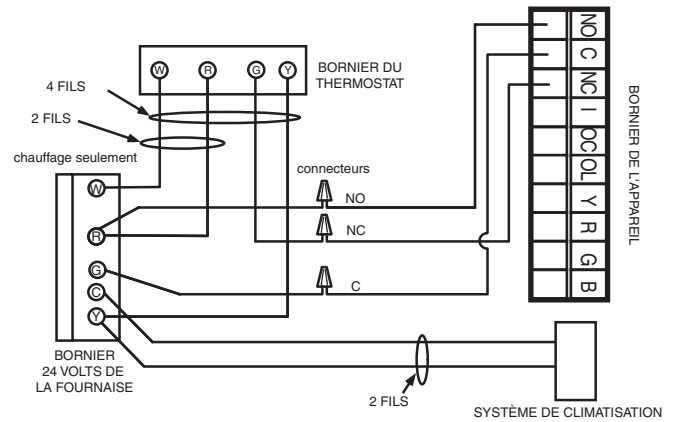 BORNIER DU
THERMOSTAT
W
R
G
Y
4 FILS
2 FILS
chauffage seulement
connecteurs
NO
NC
C
W
R
G
C
Y
BORNIER
24 VOLTS DE
LA FOURNAISE
2 FILS
SYSTÈME DE CLIMATISATION
NO
C
NC
I
OC
OL
Y
R
G
B
BORNIER DE L'APPAREIL